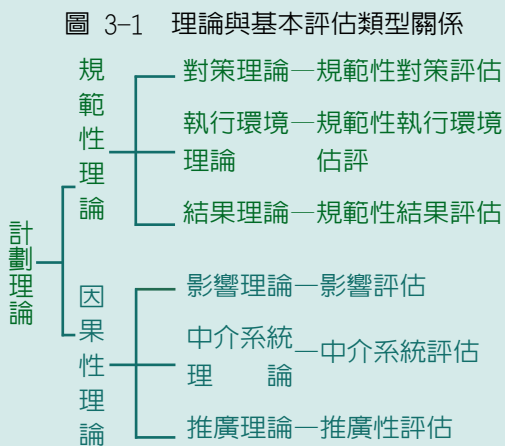 圖 3-1 理論與基本評估類型關係
計劃理論
規範性理論
對策理論—規範性對策評估
執行環境—規範性執行環境
理論 估評
結果理論—規範性結果評估
因果性理論
影響理論—影響評估
中介系統—中介系統評估
理 論
推廣理論—推廣性評估